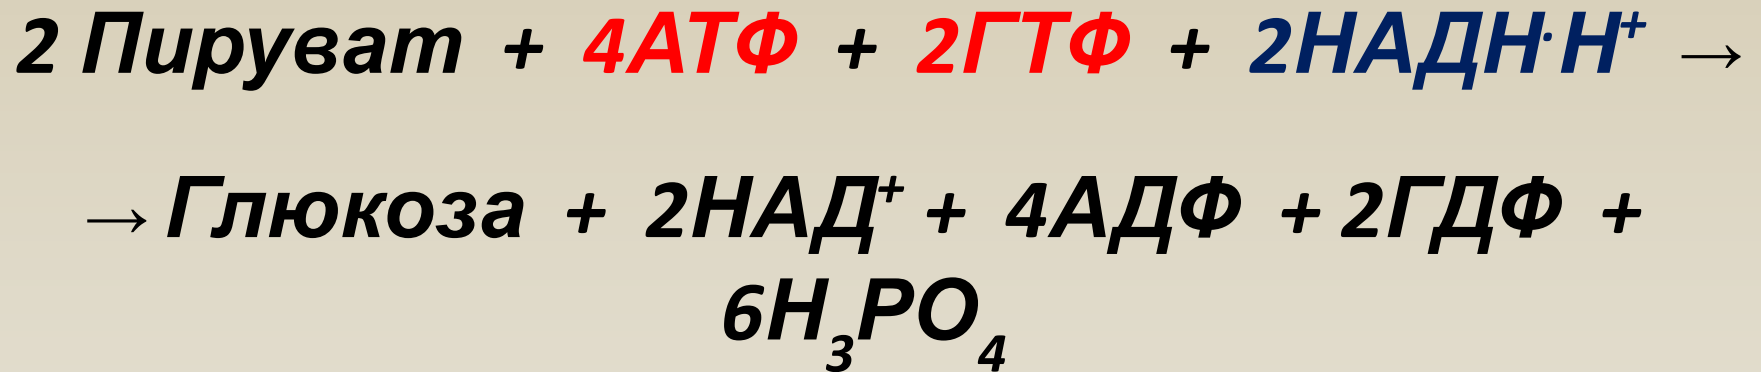 2 Пируват + 4АТФ + 2ГТФ + 2НАДН·Н⁺ →
→ Глюкоза + 2НАД⁺ + 4АДФ + 2ГДФ +
6Н₃РО₄